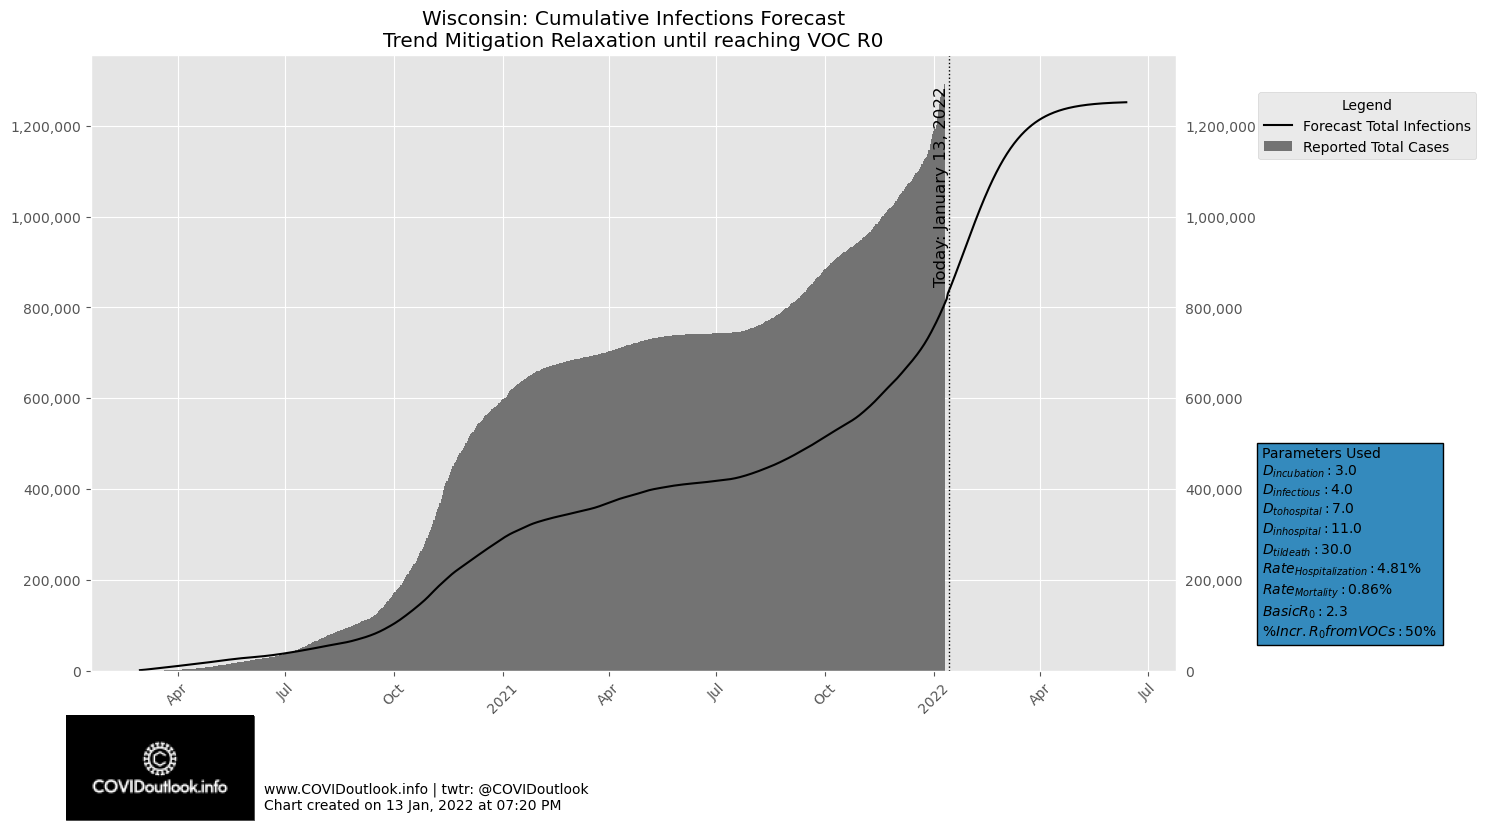 Wisconsin: Cumulative Infections Forecast
Trend Mitigation Relaxation until reaching VOC R0
1,200,000
1,000,000
800,000
600,000
400,000
200,000
0
Today: January 13, 2022
1,200,000
1,000,000
800,000
600,000
400,000
200,000
0
Apr
Jul
Oct
2021
Apr
Jul
Oct
2022
Apr
Jul
Legend
Forecast Total Infections
Reported Total Cases
Parameters Used
Dincubation : 3.0
Dinfectious : 4.0
Dtohospital : 7.0
Dinhospital : 11.0
Dtildeath : 30.0
RateHospitalization : 4.81%
RateMortality : 0.86%
BasicR0 : 2.3
%Incr. R0fromVOCs : 50%
COVIDoutlook.info
www.COVIDoutlook.info | twtr: @COVIDoutlook
Chart created on 13 Jan, 2022 at 07:20 PM